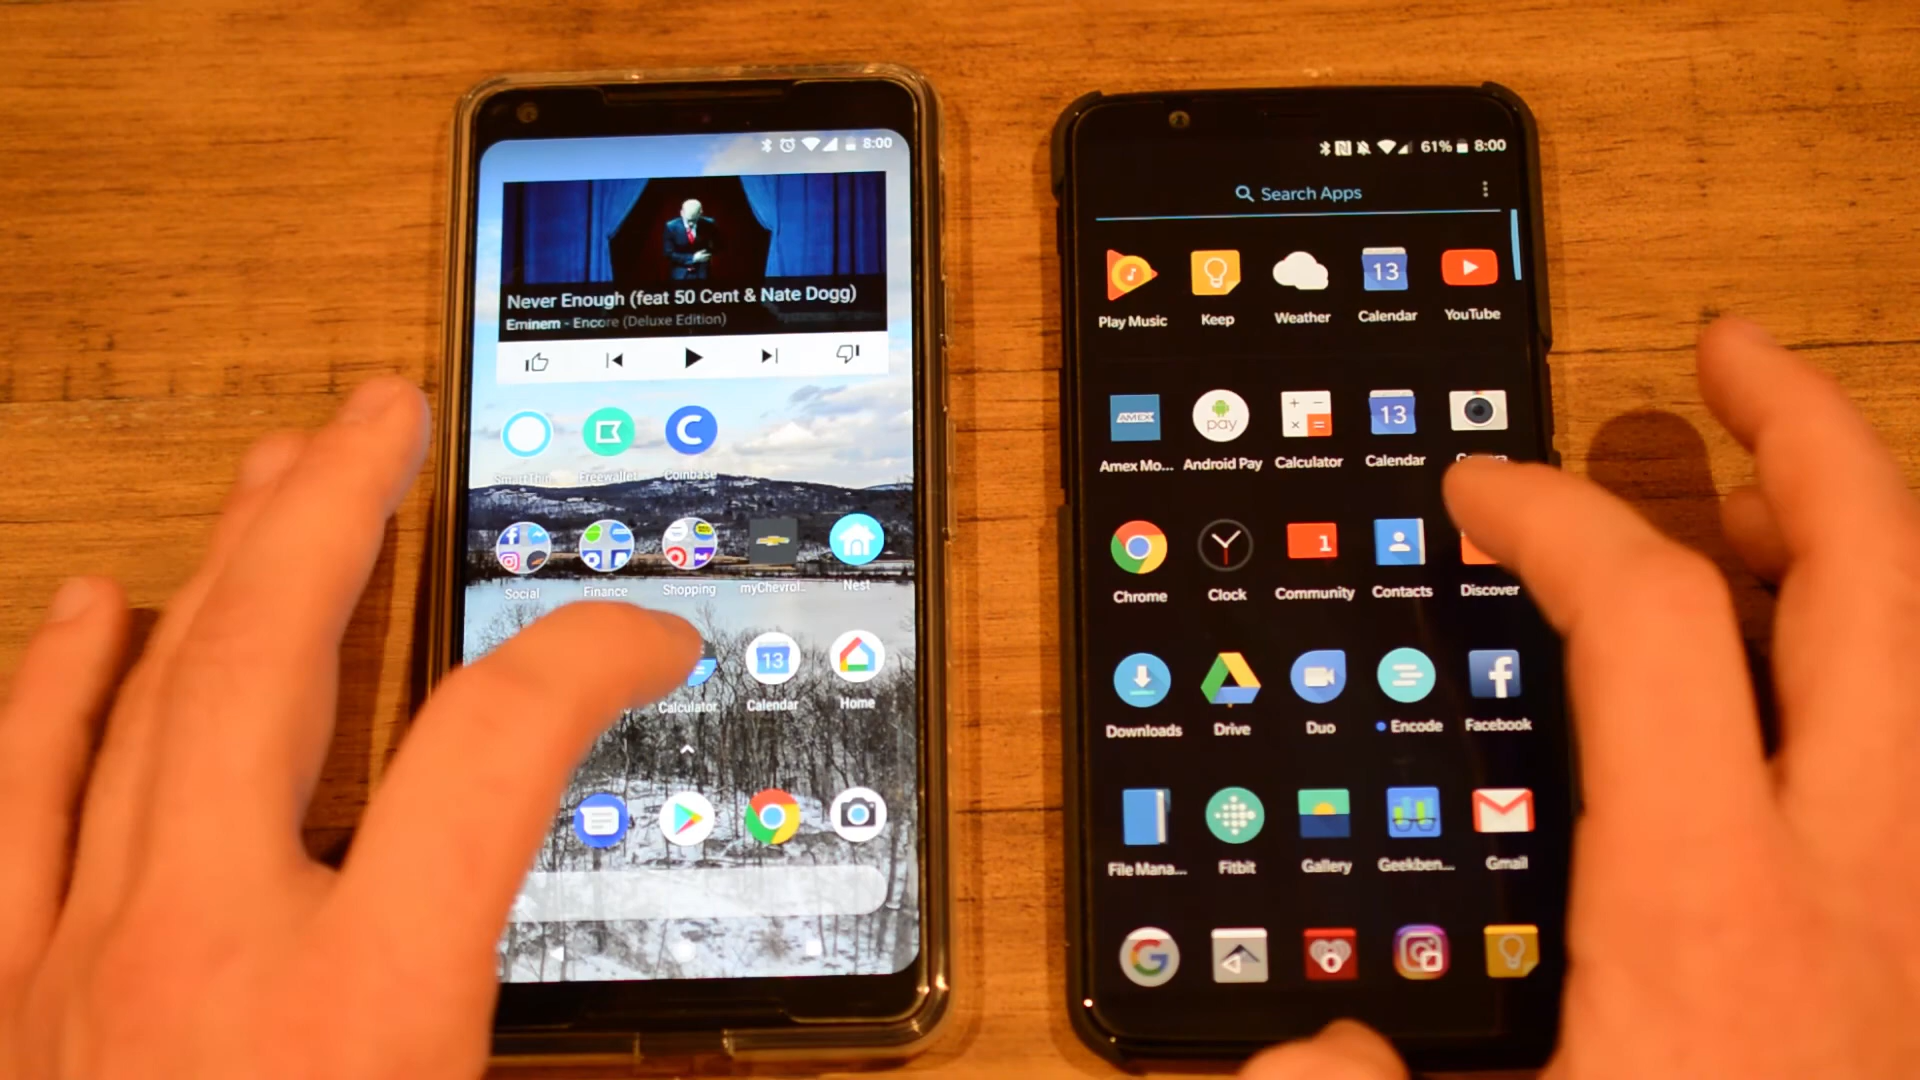 8:00
Never Enough (feat 50 Cent & Nate Dogg)
Eminem - Encore (Deluxe Edition)
Freewallet
Coinbase
Social
Finance
Shopping
myChevrol...
Nest
13
Calculator
Calendar
Home
61% 8:00
Search Apps
13
Play Music
Keep
Weather
Calendar
YouTube
AMEX
pay
13
Amex Mo...
Android Pay
Calculator
Calendar
1
Chrome
Clock
Community
Contacts
Discover
Downloads
Drive
Duo
Encode
Facebook
File Mana...
Fitbit
Gallery
Geekben...
Gmail